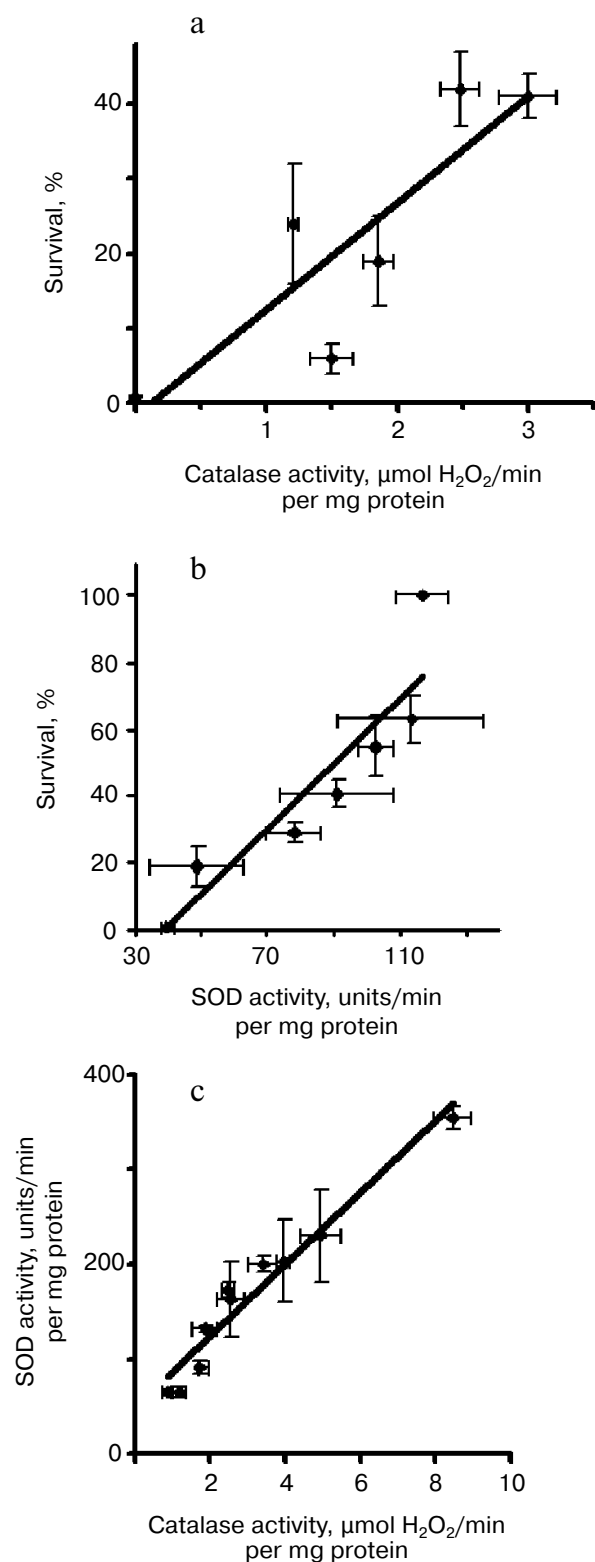 a
Survival, %
40
20
0
1
2
3
Catalase activity, μmol H₂O₂/min
per mg protein
b
Survival, %
100
80
60
40
20
0
30
70
110
SOD activity, units/min
per mg protein
c
SOD activity, units/min
per mg protein
400
200
0
2
4
6
8
10
Catalase activity, μmol H₂O₂/min
per mg protein